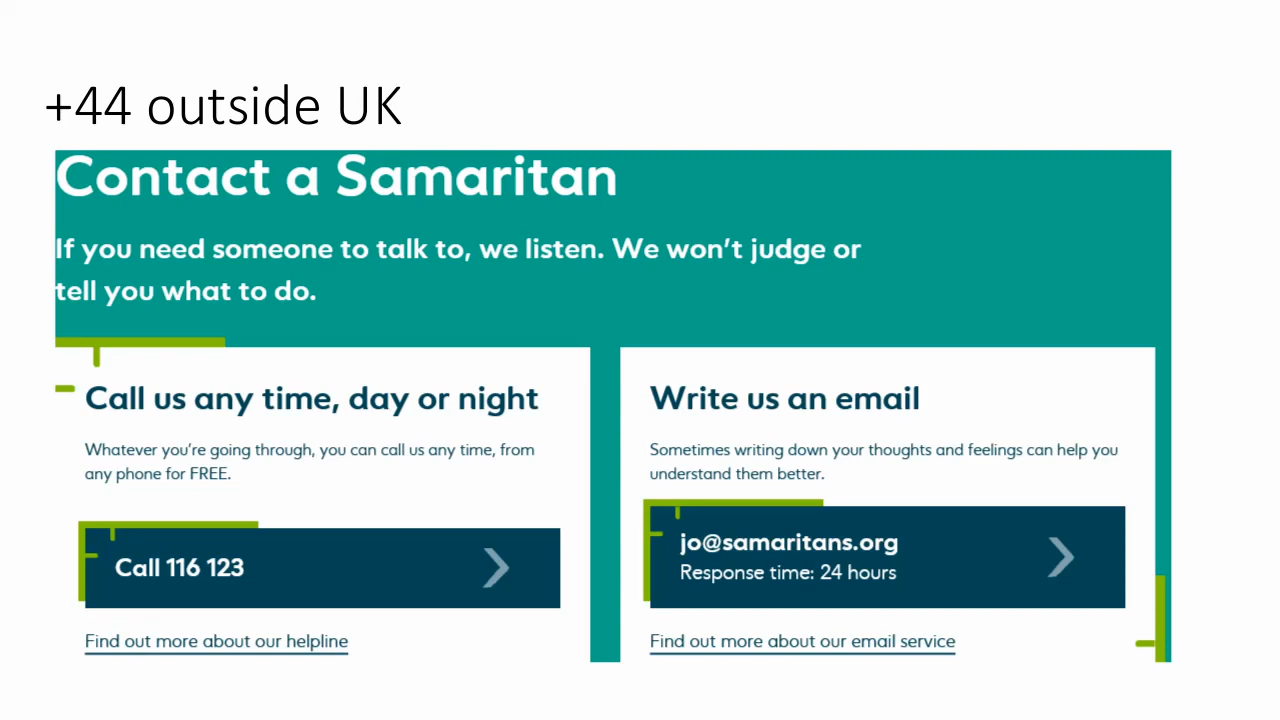 +44 outside UK
Contact a Samaritan
If you need someone to talk to, we listen. We won't judge or
tell you what to do.
Call us any time, day or night
Whatever you're going through, you can call us any time, from
any phone for FREE.
Call 116 123
Find out more about our helpline
Write us an email
Sometimes writing down your thoughts and feelings can help you
understand them better.
jo@samaritans.org
Response time: 24 hours
Find out more about our email service